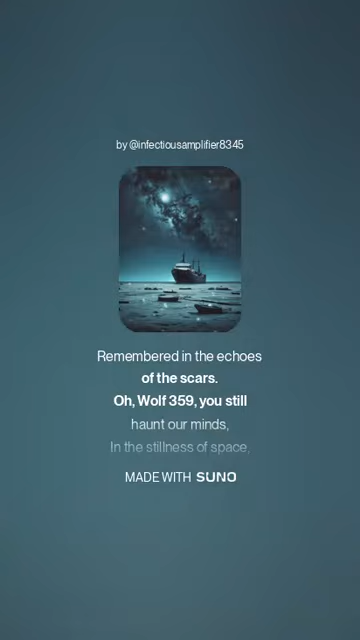 by @infectiousamplifier8345
Remembered in the echoes
of the scars.
Oh, Wolf 359, you still
haunt our minds,
In the stillness of space,
MADE WITH SUNO